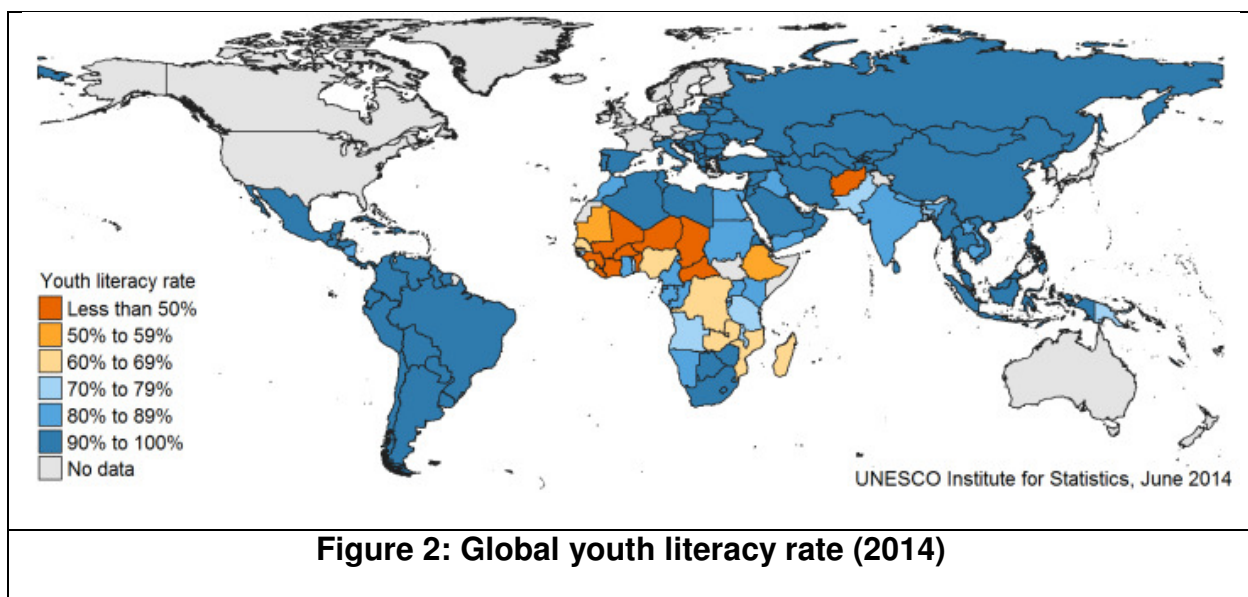 Youth literacy rate
Less than 50%
50% to 59%
60% to 69%
70% to 79%
80% to 89%
90% to 100%
No data
UNESCO Institute for Statistics, June 2014
Figure 2: Global youth literacy rate (2014)